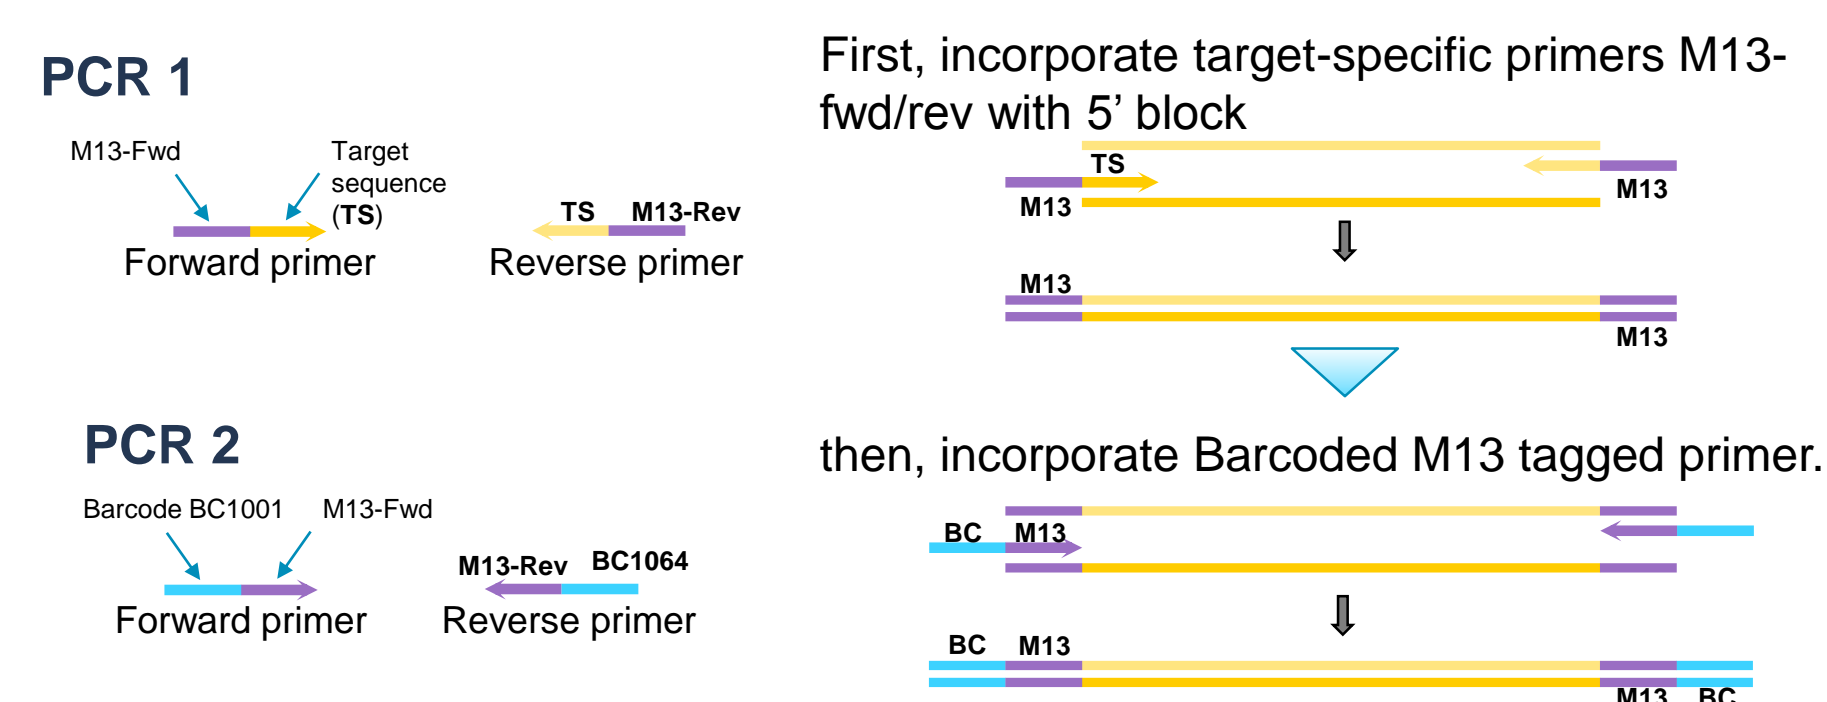 PCR 1
M13-Fwd
Target
sequence
(TS)
Forward primer
TS M13-Rev
Reverse primer
First, incorporate target-specific primers M13-
fwd/rev with 5’ block
TS
M13
M13
M13
M13
PCR 2
Barcode BC1001
M13-Fwd
Forward primer
M13-Rev BC1064
Reverse primer
then, incorporate Barcoded M13 tagged primer.
BC M13
BC M13
M13 BC